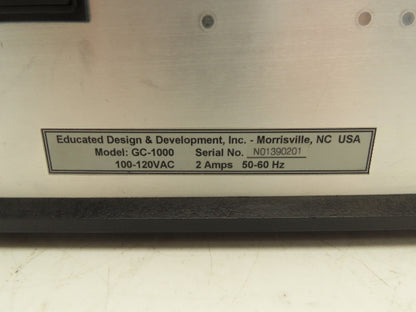 Educated Design & Development, Inc. - Morrisville, NC USA
Model: GC-1000 Serial No. N01390201
100-120VAC 2 Amps 50-60 Hz